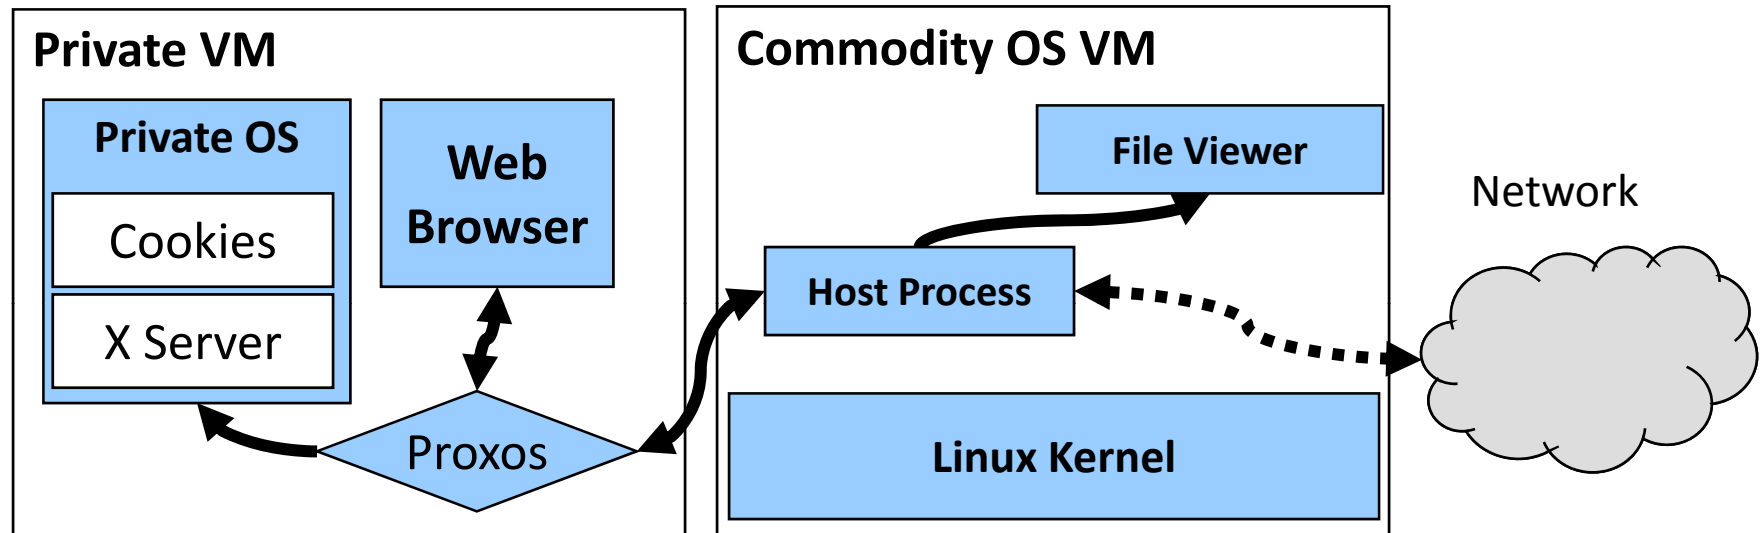 Private VM
Private OS
Cookies
X Server
Web
Browser
Proxos
Commodity OS VM
File Viewer
Host Process
Linux Kernel
Network